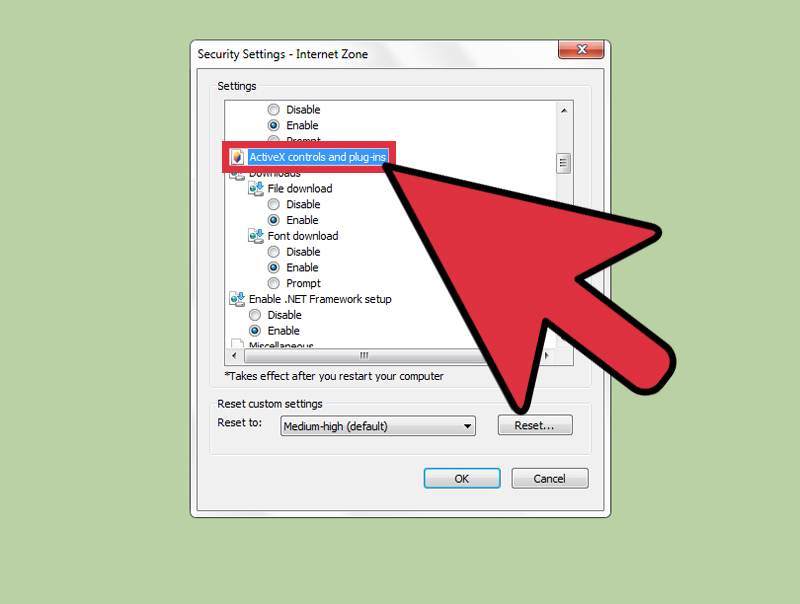 Security Settings - Internet Zone
Settings
Disable
Enable
Prompt
ActiveX controls and plug-ins
Downloads
File download
Disable
Enable
Font download
Disable
Enable
Prompt
Enable .NET Framework setup
Disable
Enable
Miscellaneous
*Takes effect after you restart your computer
Reset custom settings
Reset to: Medium-high (default) Reset...
OK Cancel